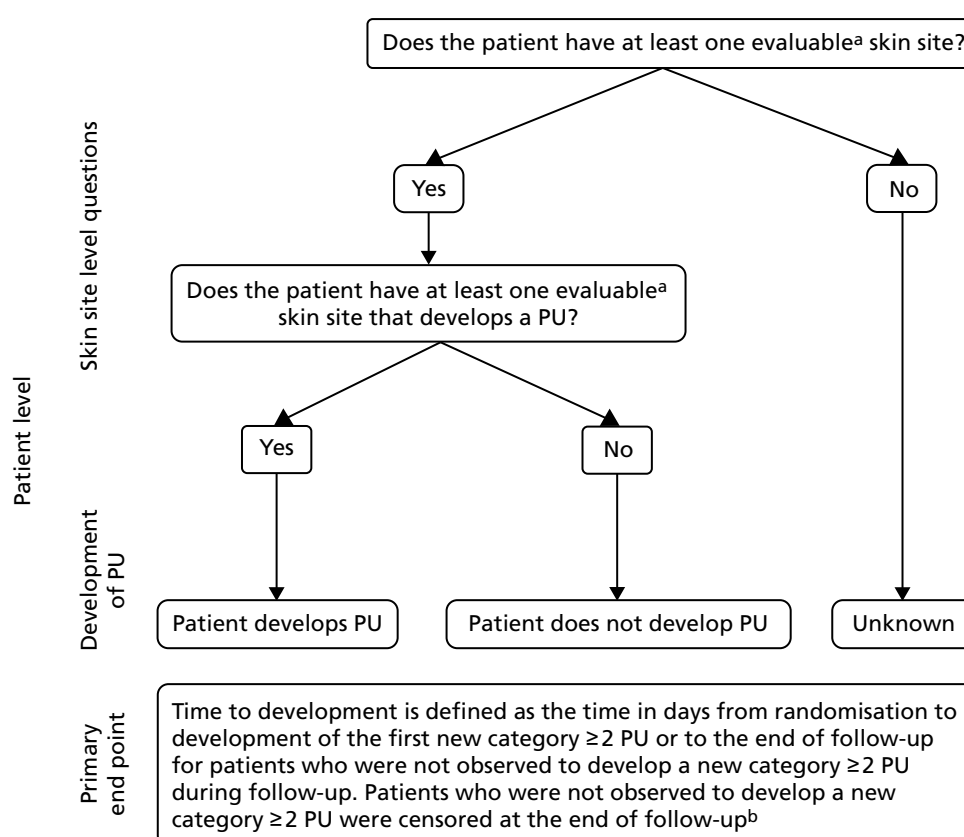 Does the patient have at least one evaluableᵃ skin site?
Yes
No
Does the patient have at least one evaluableᵃ
skin site that develops a PU?
Yes
No
Patient develops PU
Patient does not develop PU
Unknown
Time to development is defined as the time in days from randomisation to
development of the first new category ≥2 PU or to the end of follow-up
for patients who were not observed to develop a new category ≥2 PU
during follow-up. Patients who were not observed to develop a new
category ≥2 PU were censored at the end of follow-upᵇ
Patient level
Skin site level questions
Development
of PU
Primary
end point